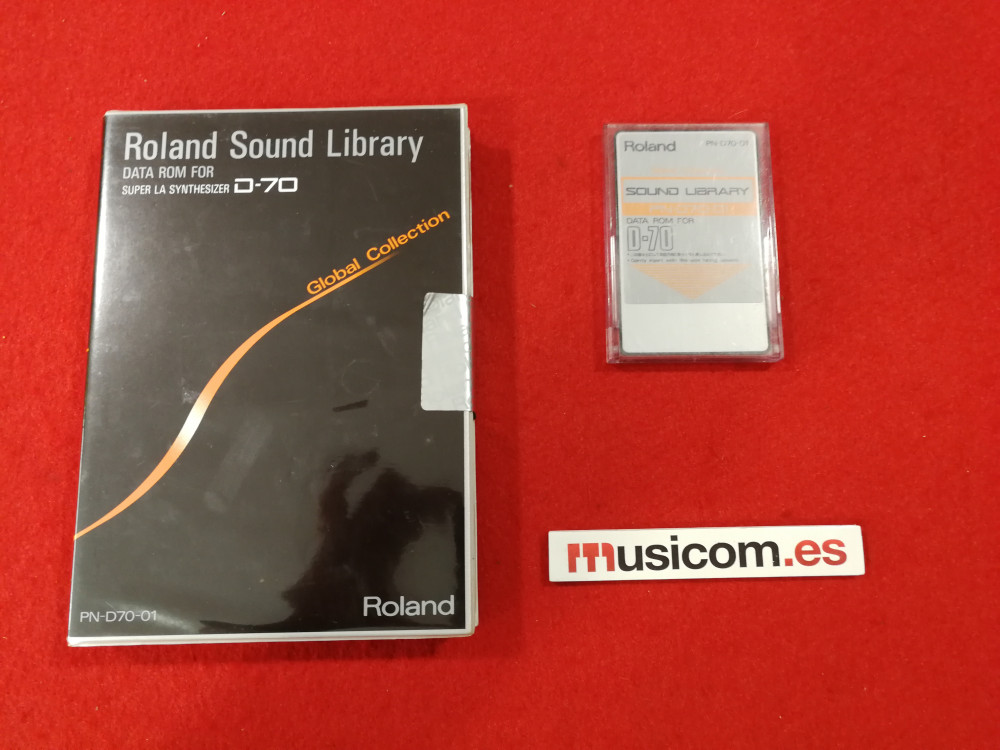 Roland Sound Library
DATA ROM FOR
SUPER LA SYNTHESIZER D-70
Global Collection
PN-D70-01
Roland
Roland PN-D70-01
SOUND LIBRARY
DATA ROM FOR
D-70
musicom.es